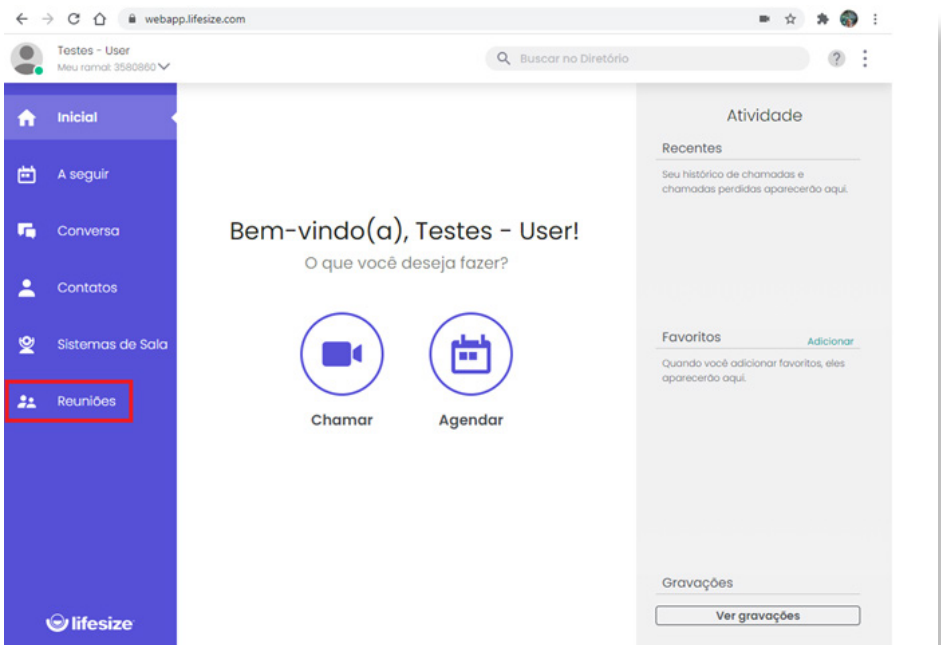 webapp.lifesize.com
Testes - User
Meu ramal: 3580860
Buscar no Diretório
?
Inicial
A seguir
Conversa
Contatos
Sistemas de Sala
Reuniões
lifesize
Bem-vindo(a), Testes - User!
O que você deseja fazer?
Chamar
Agendar
Atividade
Recentes
Seu histórico de chamadas e
chamadas perdidas aparecerão aqui.
Favoritos
Adicionar
Quando você adicionar favoritos, eles
aparecerão aqui.
Gravações
Ver gravações